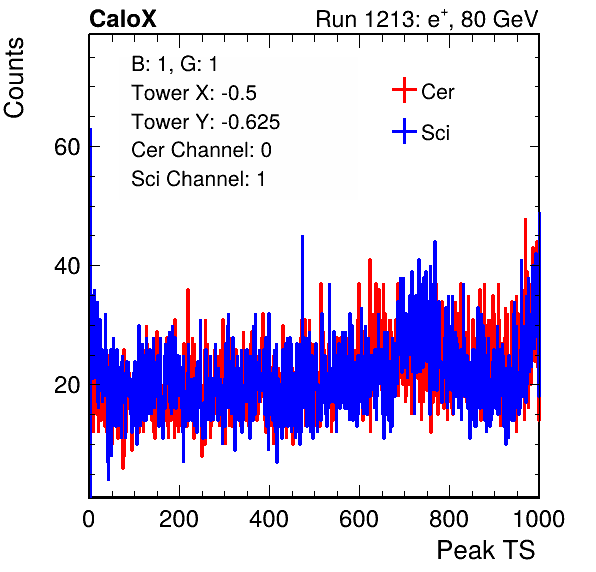 CaloX Run 1213: e+, 80 GeV
Counts
B: 1, G: 1
Tower X: -0.5
Tower Y: -0.625
Cer Channel: 0
Sci Channel: 1
Cer
Sci
60
40
20
0 200 400 600 800 1000
Peak TS